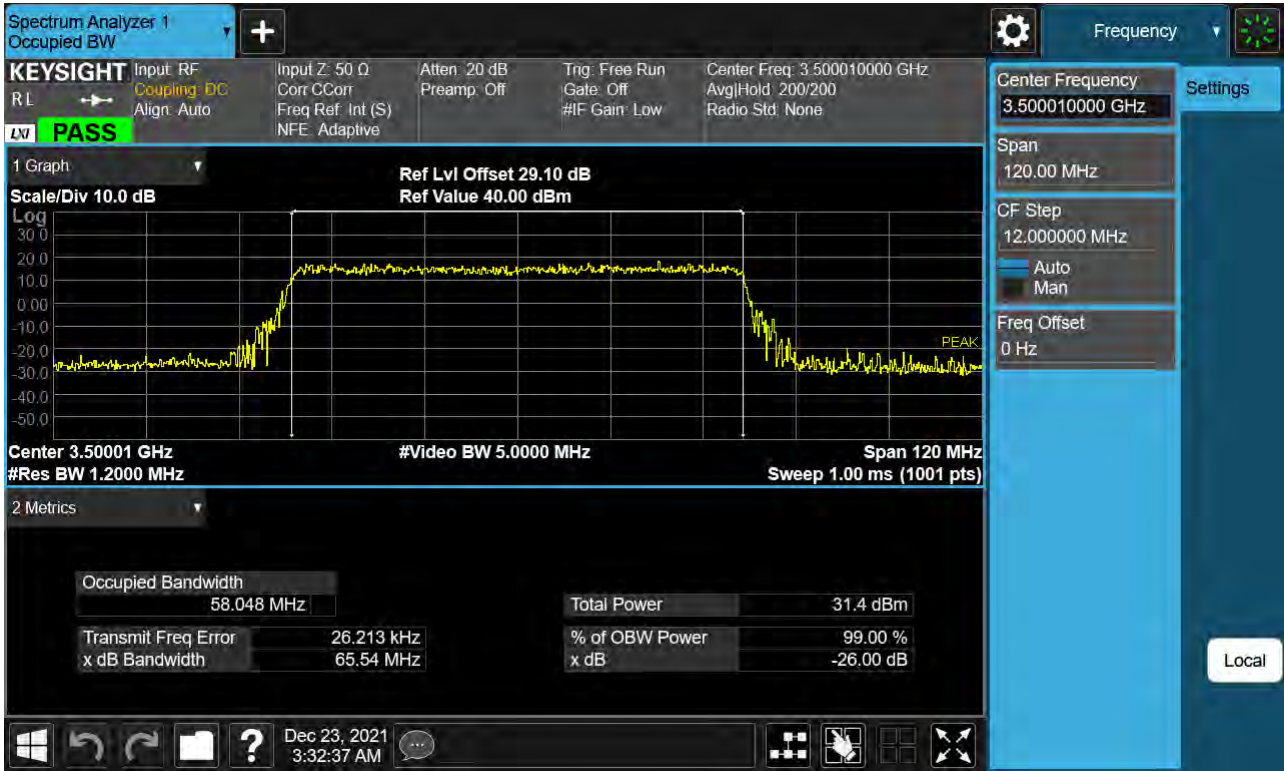 Spectrum Analyzer 1
Occupied BW
Frequency
KEYSIGHT
R L
LXI
PASS
Input: RF
Coupling: DC
Align: Auto
Input Z: 50 Ω
Corr CCorr
Freq Ref: Int (S)
NFE: Adaptive
Atten: 20 dB
Preamp: Off
Trig: Free Run
Gate: Off
#IF Gain: Low
Center Freq: 3.500010000 GHz
Avg|Hold: 200/200
Radio Std: None
Center Frequency
3.500010000 GHz
Settings
Span
120.00 MHz
CF Step
12.000000 MHz
Auto
Man
Freq Offset
0 Hz
Local
1 Graph
Scale/Div 10.0 dB
Ref Lvl Offset 29.10 dB
Ref Value 40.00 dBm
Log
30.0
20.0
10.0
0.00
-10.0
-20.0
-30.0
-40.0
-50.0
PEAK
Center 3.50001 GHz
#Video BW 5.0000 MHz
Span 120 MHz
#Res BW 1.2000 MHz
Sweep 1.00 ms (1001 pts)
2 Metrics
Occupied Bandwidth
58.048 MHz
Total Power 31.4 dBm
Transmit Freq Error 26.213 kHz
% of OBW Power 99.00 %
x dB Bandwidth 65.54 MHz
x dB -26.00 dB
?
Dec 23, 2021
3:32:37 AM